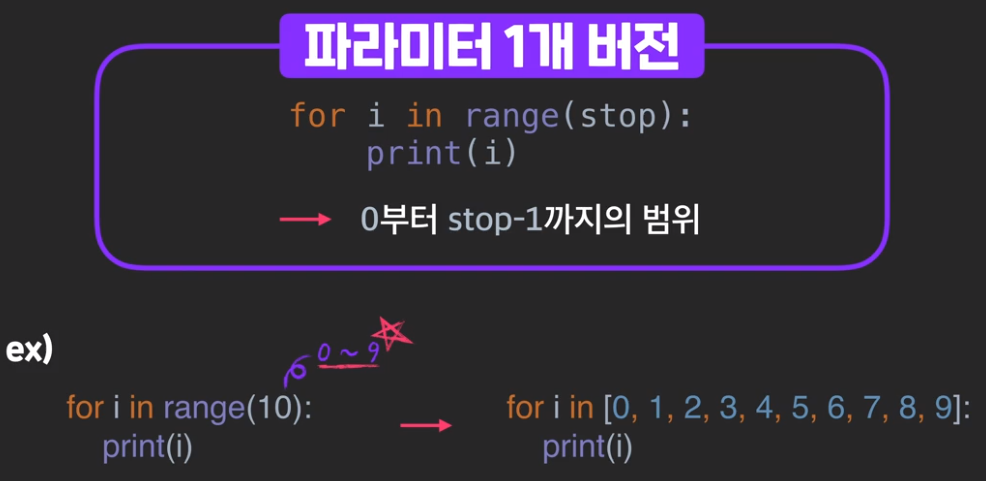 파라미터 1개 버전
for i in range(stop):
print(i)
→ 0부터 stop-1까지의 범위
ex)
0 ~ 9
for i in range(10):
print(i)
→
for i in [0, 1, 2, 3, 4, 5, 6, 7, 8, 9]:
print(i)